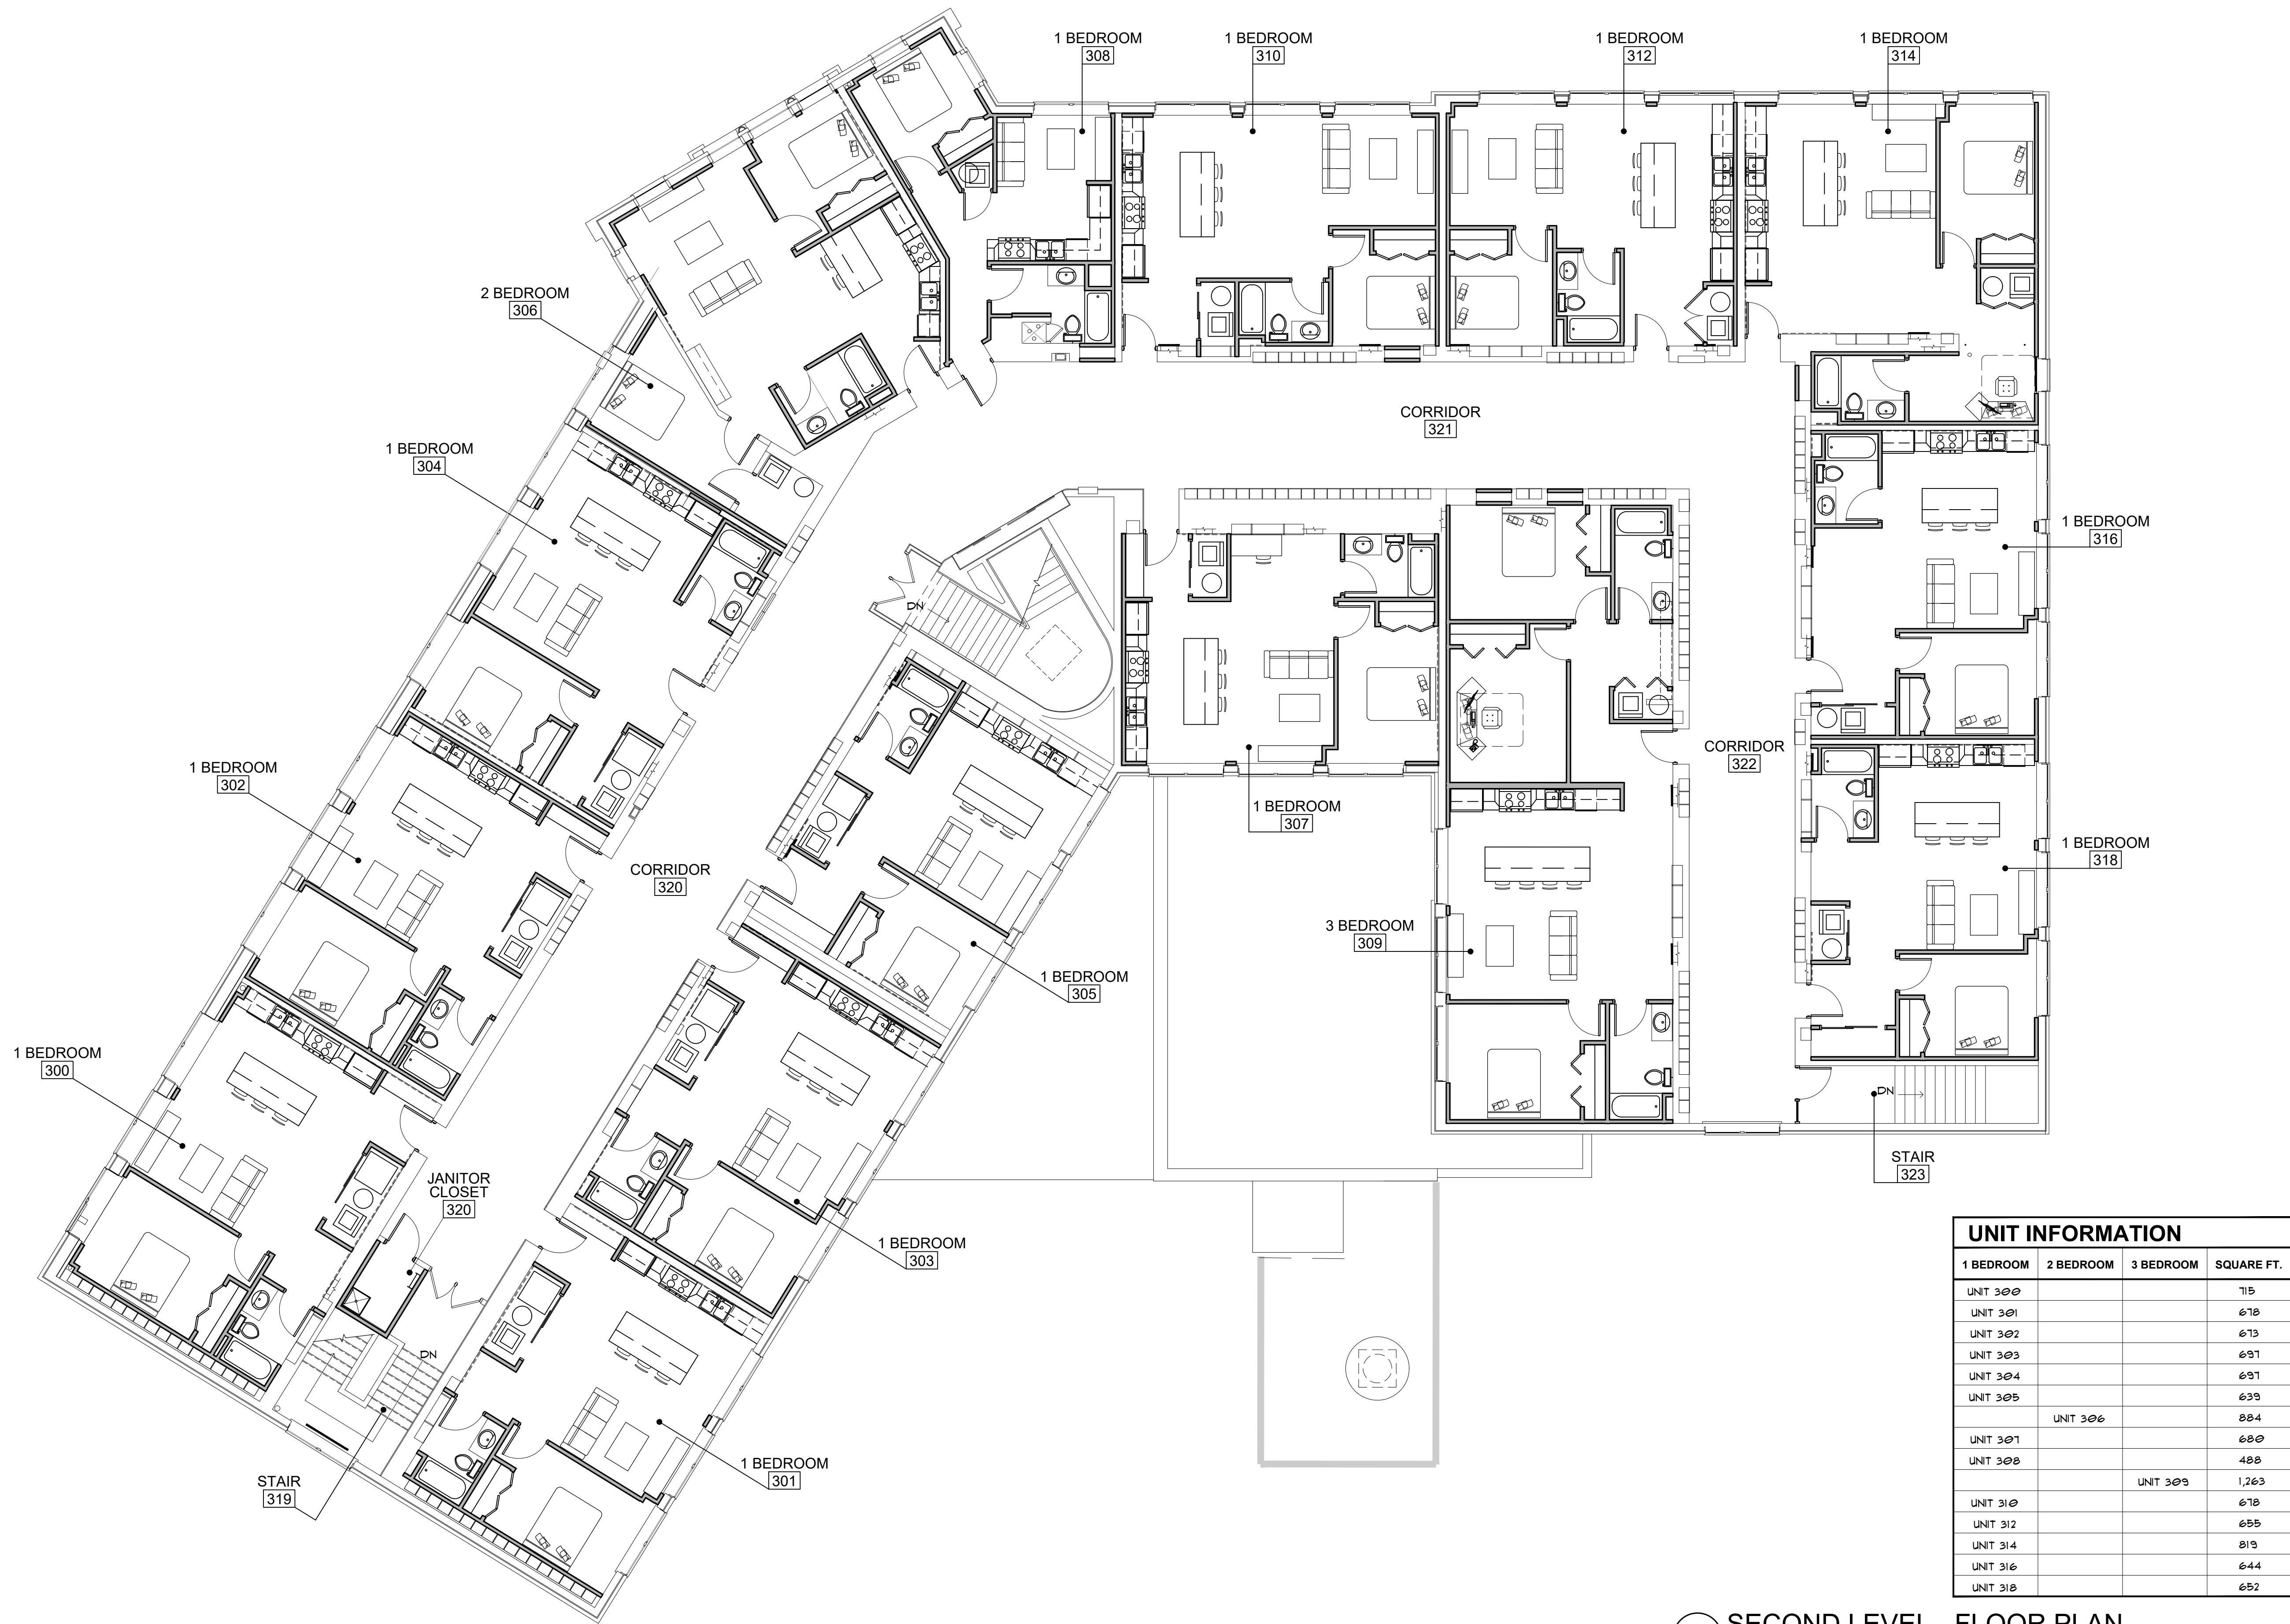 1 BEDROOM
308
1 BEDROOM
310
1 BEDROOM
312
1 BEDROOM
314
2 BEDROOM
306
1 BEDROOM
304
CORRIDOR
321
1 BEDROOM
316
DN
1 BEDROOM
302
CORRIDOR
322
1 BEDROOM
307
1 BEDROOM
318
CORRIDOR
320
3 BEDROOM
309
1 BEDROOM
305
1 BEDROOM
300
DN
STAIR
323
JANITOR
CLOSET
320
1 BEDROOM
303
DN
1 BEDROOM
301
STAIR
319
UNIT INFORMATION
1 BEDROOM 2 BEDROOM 3 BEDROOM SQUARE FT.
UNIT 300 715
UNIT 301 678
UNIT 302 673
UNIT 303 697
UNIT 304 697
UNIT 305 639
UNIT 306 884
UNIT 307 680
UNIT 308 488
UNIT 309 1,263
UNIT 310 678
UNIT 312 655
UNIT 314 819
UNIT 316 644
UNIT 318 652
SECOND LEVEL - FLOOR PLAN